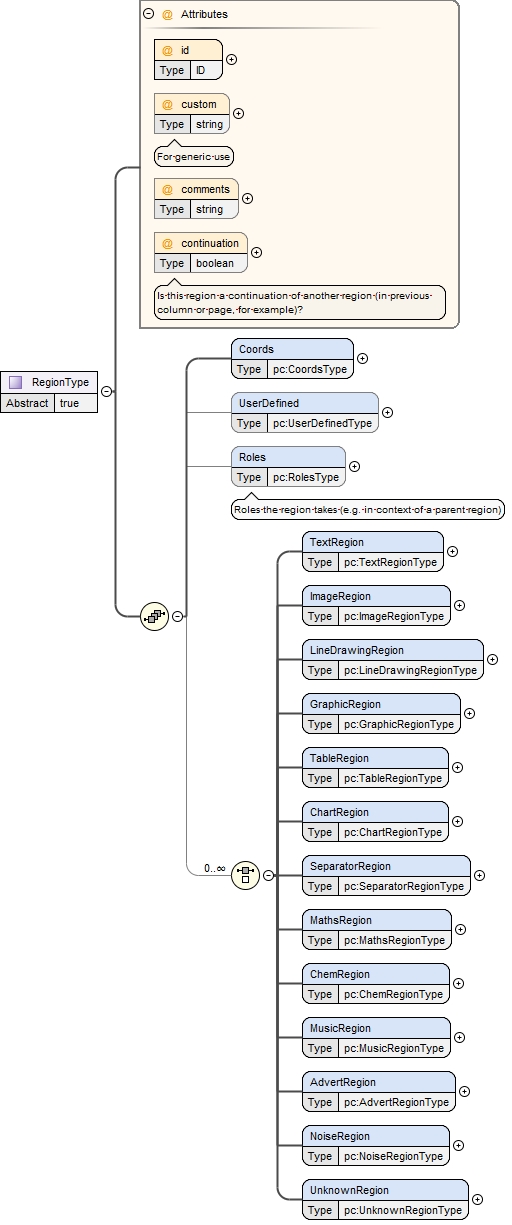 @ Attributes
@ id
Type ID
@ custom
Type string
For generic use
@ comments
Type string
@ continuation
Type boolean
Is this region a continuation of another region (in previous
column or page, for example)?
RegionType
Abstract true
Coords
Type pc:CoordsType
UserDefined
Type pc:UserDefinedType
Roles
Type pc:RolesType
Roles the region takes (e.g. in context of a parent region)
0..∞
TextRegion
Type pc:TextRegionType
ImageRegion
Type pc:ImageRegionType
LineDrawingRegion
Type pc:LineDrawingRegionType
GraphicRegion
Type pc:GraphicRegionType
TableRegion
Type pc:TableRegionType
ChartRegion
Type pc:ChartRegionType
SeparatorRegion
Type pc:SeparatorRegionType
MathsRegion
Type pc:MathsRegionType
ChemRegion
Type pc:ChemRegionType
MusicRegion
Type pc:MusicRegionType
AdvertRegion
Type pc:AdvertRegionType
NoiseRegion
Type pc:NoiseRegionType
UnknownRegion
Type pc:UnknownRegionType